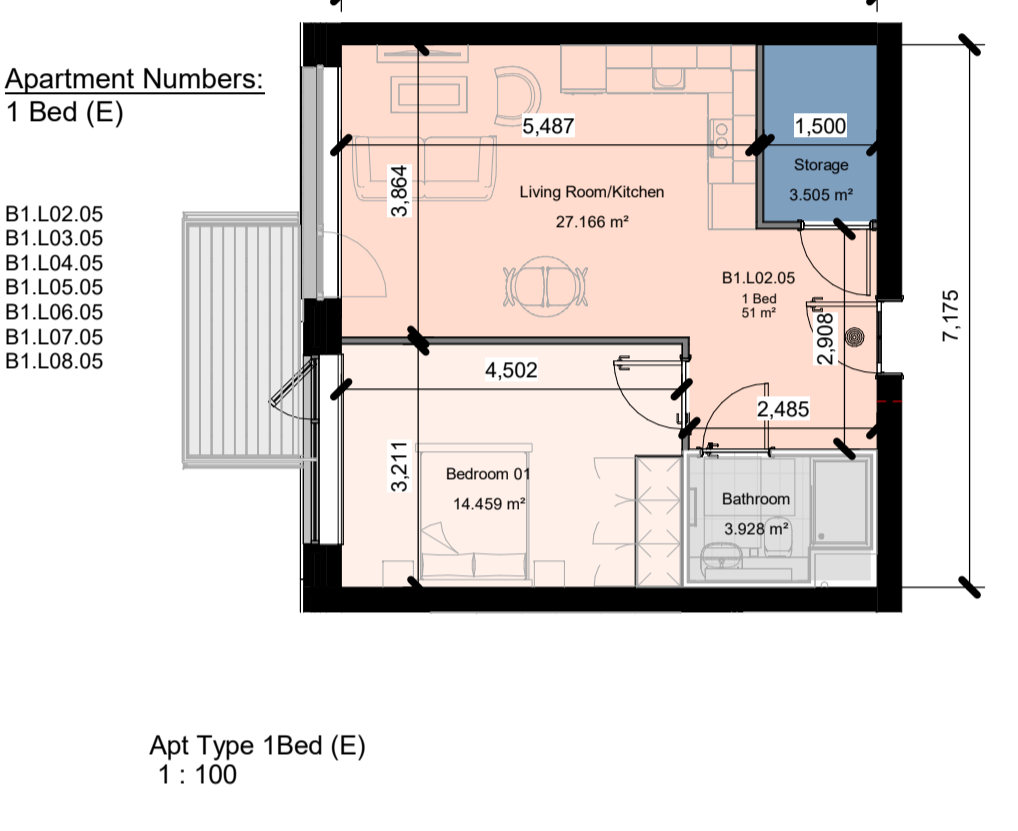 Apartment Numbers:
1 Bed (E)
B1.L02.05
B1.L03.05
B1.L04.05
B1.L05.05
B1.L06.05
B1.L07.05
B1.L08.05
5,487
1,500
3,864
Storage
3.505 m²
Living Room/Kitchen
27.166 m²
B1.L02.05
1 Bed
51 m²
2,908
7,175
4,502
2,485
3,211
Bedroom 01
14.459 m²
Bathroom
3.928 m²
Apt Type 1Bed (E)
1 : 100